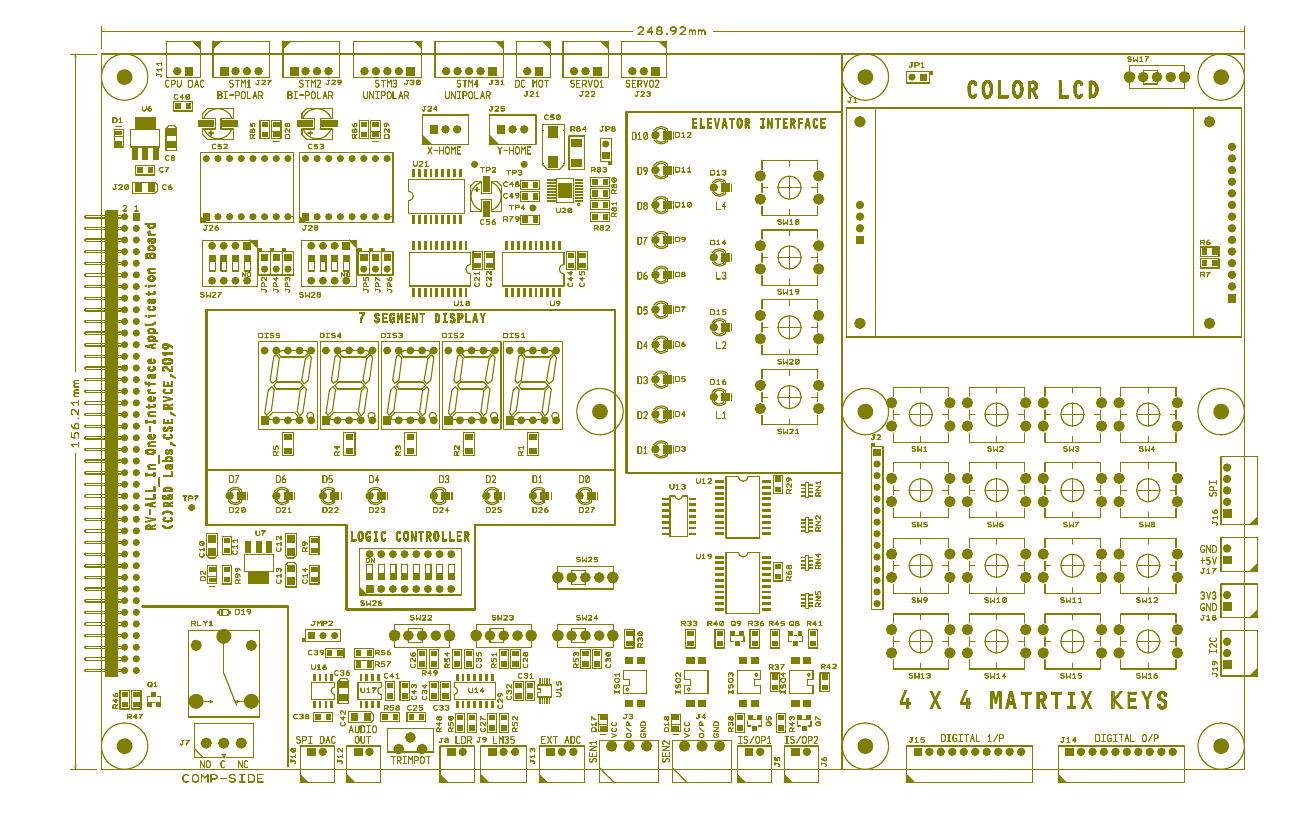 248.92mm
J11
CPU DAC
STM1 J27
BI-POLAR
STM2 J29
BI-POLAR
STM3 J30
UNIPOLAR
STM4 J31
UNIPOLAR
DC MOT
J21
SERVO1
J22
SERVO2
J23
JP1
SW17
COLOR LCD
J1
C40
U6
D1
C8
C7
J20 C6
C52
R85 D28
C53
R86 D29
J24
X-HOME
J25
Y-HOME
C50
R84
JP8
ELEVATOR INTERFACE
D10 D12
D9 D11
D8 D10
D7 D9
D6 D8
D5 D7
D4 D6
D3 D5
D2 D4
D1 D3
D13
L4
D14
L3
D15
L2
D16
L1
SW18
SW19
SW20
SW21
U21
TP2
TP3
C48
C49
TP4
R79
C56
U20
R83
R80
R81
R82
J26
J28
2 1
SW27
NO
JP2
JP4
JP3
SW28
NO
JP5
JP7
JP6
C21
C22
U18
U9
C44
C45
R6
R7
RV-ALL_In_One-Interface Application Board
(C)R&D Labs,CSE,RVCE,2019
156.21mm
7 SEGMENT DISPLAY
DIS5
DIS4
DIS3
DIS2
DIS1
R5
R4
R3
R2
R1
D7
D20
D6
D21
D5
D22
D4
D23
D3
D24
D2
D25
D1
D26
D0
D27
TP7
LOGIC CONTROLLER
ON
SW26
U7
C10
C11
C12
R9
D2
R99
C13
C14
SW25
U13
U12
R29
RN1
RN2
U19
R68
RN4
RN5
J2
SW1
SW2
SW3
SW4
SW5
SW6
SW7
SW8
SW9
SW10
SW11
SW12
SW13
SW14
SW15
SW16
4 X 4 MATRTIX KEYS
SPI
J16
GND
+5V
J17
3V3
GND
J18
I2C
J19
D19
RLY1
JMP2
C39
R56
R57
SW22
SW23
SW24
C26
R49
R54
C35
R51
C28
R53
C30
R30
R33
R40
Q9
R36
R45
Q8
R41
U16
C36
U17
C41
C43
C34
C33
U14
C29
C32
C31
U15
ISO1
ISO2
ISO3
R37
ISO4
R42
Q1
R46
R47
C38
C42
R58
C25
AUDIO
OUT
R48
R50
C27
R52
D17
VCC
O/P
GND
J3
D18
VCC
O/P
GND
J4
R38
Q5
R43
Q7
J7
NO C NC
COMP-SIDE
SPI DAC
J10
J12
TRIMPOT
J8 LDR
J9 LM35
EXT ADC
J13
SEN1
SEN2
IS/OP1
J5
IS/OP2
J6
J15
DIGITAL I/P
J14
DIGITAL O/P